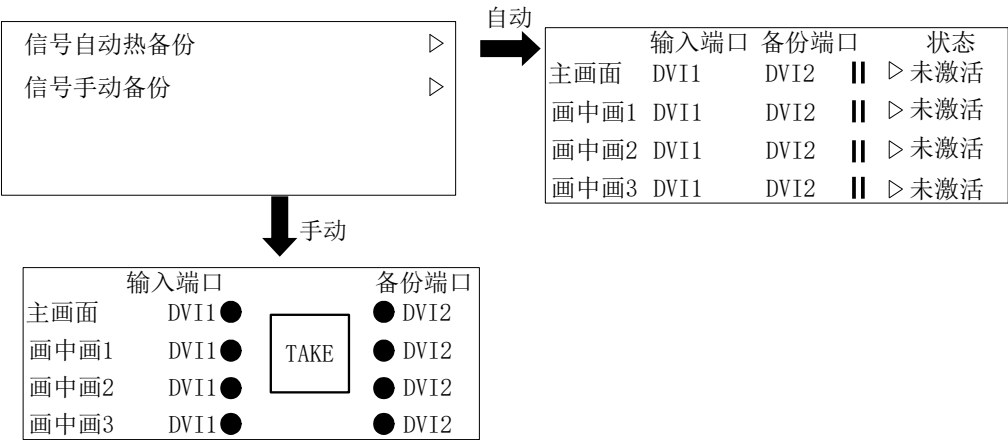 信号自动热备份
信号手动备份
自动
输入端口 备份端口 状态
主画面 DVI1 DVI2 未激活
画中画1 DVI1 DVI2 未激活
画中画2 DVI1 DVI2 未激活
画中画3 DVI1 DVI2 未激活
手动
输入端口 备份端口
主画面 DVI1 DVI2
画中画1 DVI1 TAKE DVI2
画中画2 DVI1 DVI2
画中画3 DVI1 DVI2